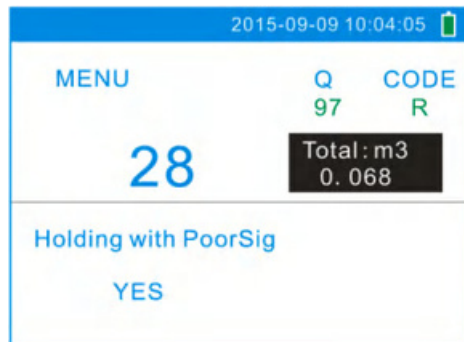 2015-09-09 10:04:05
MENU
Q
CODE
97
R
28
Total:m3
0.068
Holding with PoorSig
YES